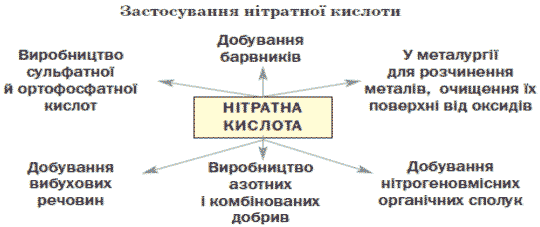 Застосування нітратної кислоти
Виробництво
сульфатної
й ортофосфатної
кислот
Добування
барвників
У металургії
для розчинення
металів, очищення їх
поверхні від оксидів
НІТРАТНА
КИСЛОТА
Добування
вибухових
речовин
Виробництво
азотних
і комбінованих
добрив
Добування
нітрогеновмісних
органічних сполук